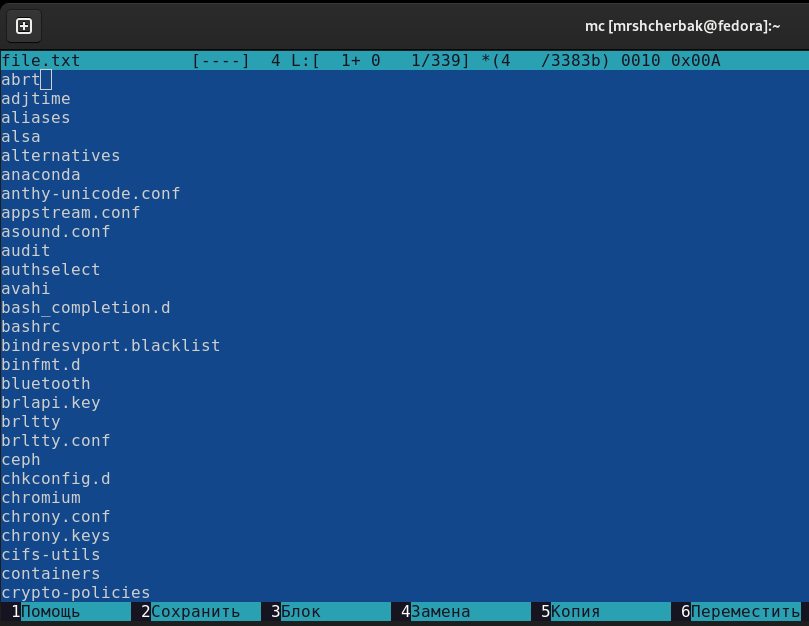 mc [mrshcherbak@fedora]:~
file.txt [----] 4 L:[ 1+ 0 1/339] *(4 /3383b) 0010 0x00A
abrt
adjtime
aliases
alsa
alternatives
anaconda
anthy-unicode.conf
appstream.conf
asound.conf
audit
authselect
avahi
bash_completion.d
bashrc
bindresvport.blacklist
binfmt.d
bluetooth
brlapi.key
brltty
brltty.conf
ceph
chkconfig.d
chromium
chrony.conf
chrony.keys
cifs-utils
containers
crypto-policies
1Помощь 2Сохранить 3Блок 4Замена 5Копия 6Переместить